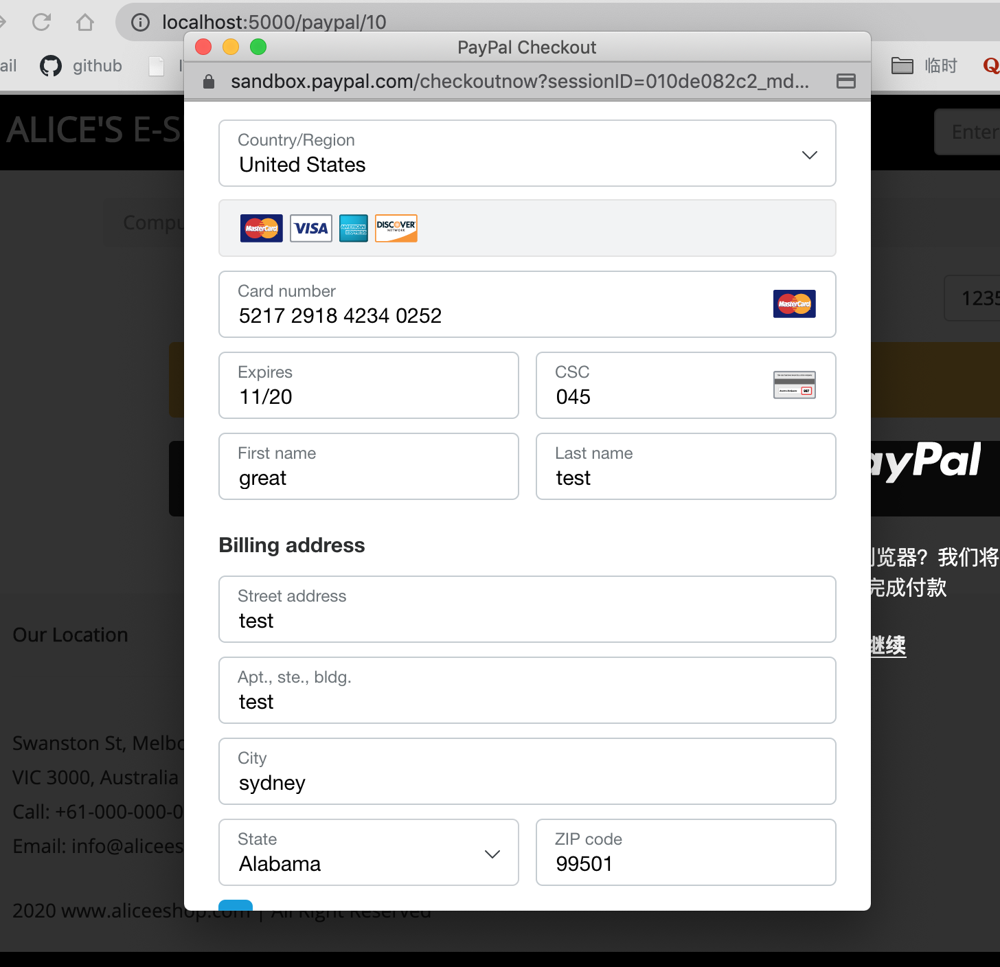 localhost:5000/paypal/10
ail
github
临时
PayPal Checkout
sandbox.paypal.com/checkoutnow?sessionID=010de082c2_md...
ALICE'S E-S
Enter
Country/Region
United States
Compu
MasterCard
VISA
AMERICAN EXPRESS
DISCOVER
NETWORK
Card number
5217 2918 4234 0252
MasterCard
1235
Expires
11/20
CSC
045
First name
great
Last name
test
ayPal
Billing address
览器？我们将
完成付款
Street address
test
Our Location
继续
Apt., ste., bldg.
test
Swanston St, Melbo
City
sydney
VIC 3000, Australia
Call: +61-000-000-0
State
Alabama
ZIP code
99501
Email: info@alicees
2020 www.aliceeshop.com | All Right Reserved